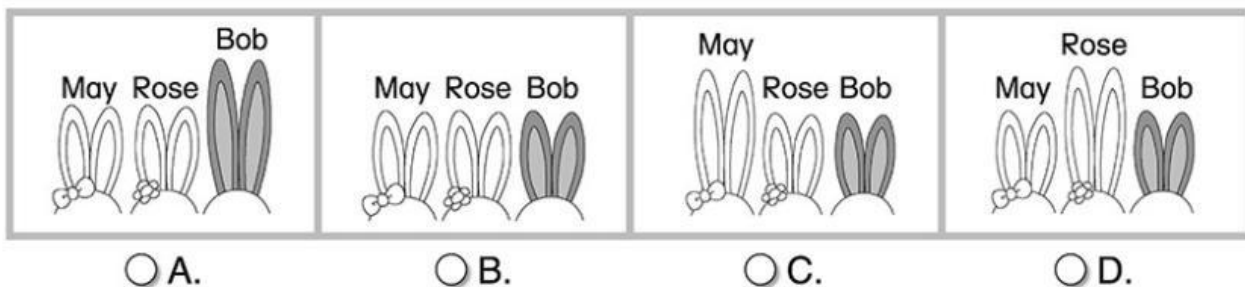 Bob
May Rose
May Rose Bob
May
Rose Bob
Rose
May Bob
A. B. C. D.